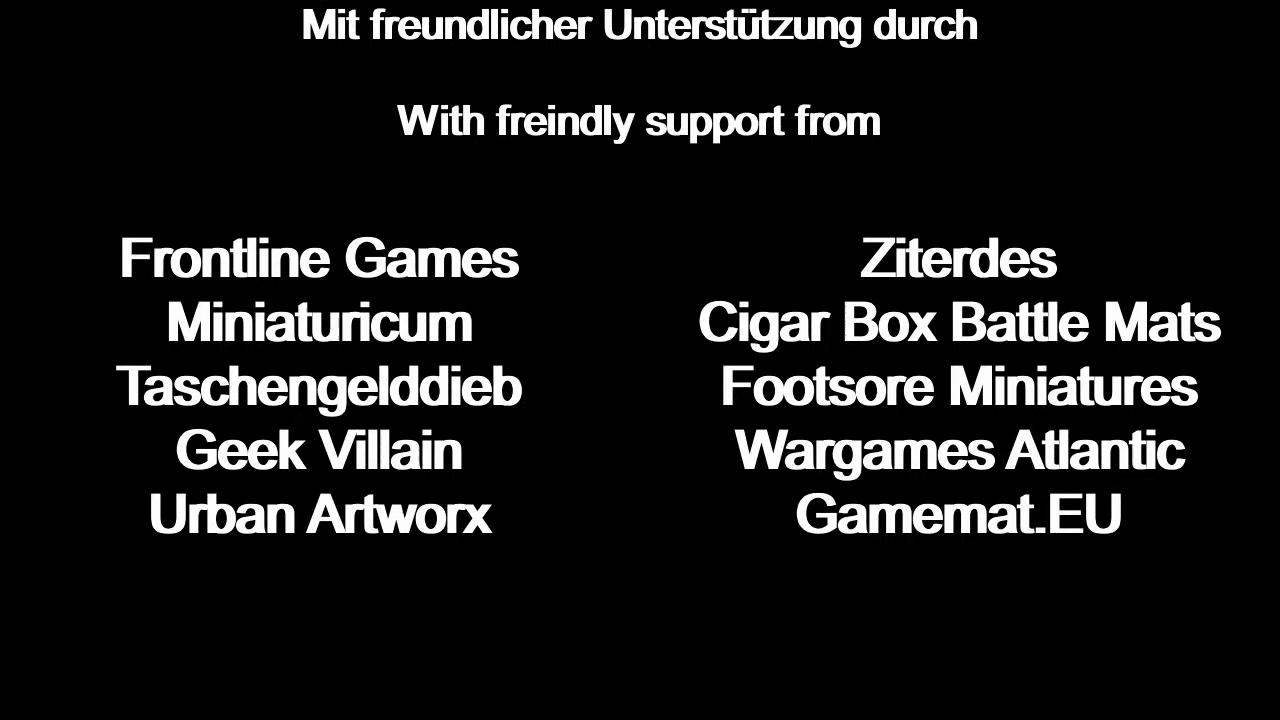 Mit freundlicher Unterstützung durch
With freindly support from
Frontline Games
Miniaturicum
Taschengelddieb
Geek Villain
Urban Artworx
Ziterdes
Cigar Box Battle Mats
Footsore Miniatures
Wargames Atlantic
Gamemat.EU